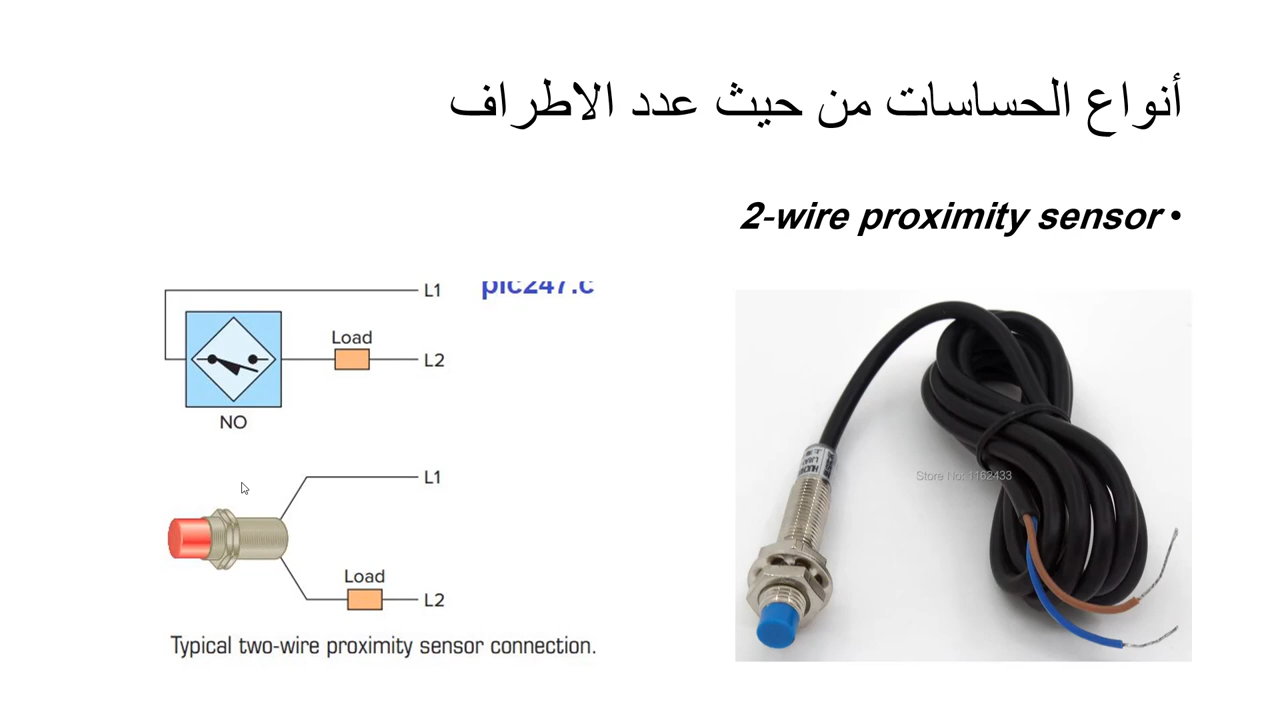 أنواع الحساسات من حيث عدد الاطراف
• 2-wire proximity sensor
L1
plc247.c
Load
L2
NO
L1
Load
L2
Typical two-wire proximity sensor connection.
Store No: 1162433